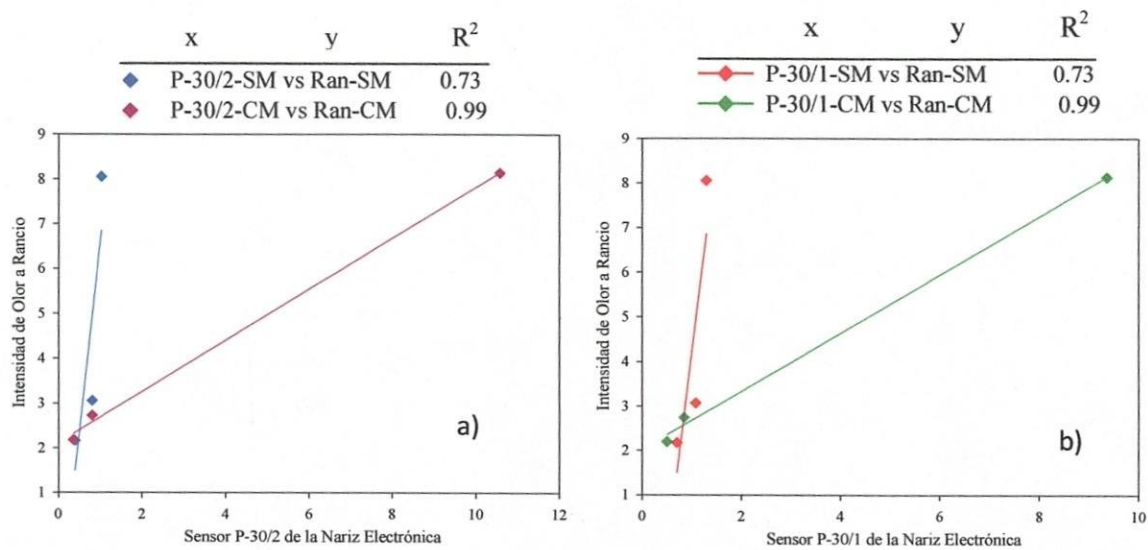 x y R²
P-30/2-SM vs Ran-SM 0.73
P-30/2-CM vs Ran-CM 0.99
9
8
7
6
5
4
3
2
1
0 2 4 6 8 10 12
Intensidad de Olor a Rancio
Sensor P-30/2 de la Nariz Electrónica
a)
x y R²
P-30/1-SM vs Ran-SM 0.73
P-30/1-CM vs Ran-CM 0.99
9
8
7
6
5
4
3
2
1
0 2 4 6 8 10
Intensidad de Olor a Rancio
Sensor P-30/1 de la Nariz Electrónica
b)